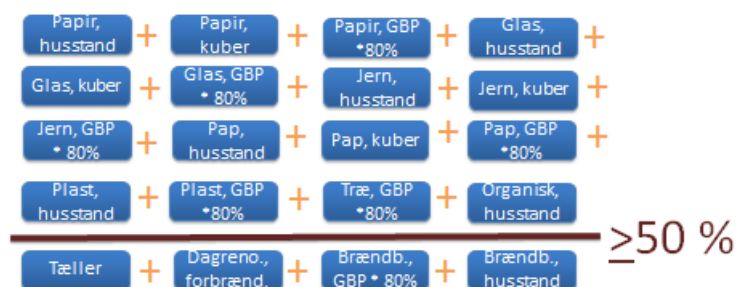 Papir, husstand + Papir, kuber + Papir, GBP *80% + Glas, husstand +
Glas, kuber + Glas, GBP * 80% + Jern, husstand + Jern, kuber +
Jern, GBP * 80% + Pap, husstand + Pap, kuber + Pap, GBP *80% +
Plast, husstand + Plast, GBP *80% + Træ, GBP *80% + Organisk, husstand
≥50 %
Tæller + Dagreno., forbrænd. + Brændb., GBP * 80% + Brændb., husstand